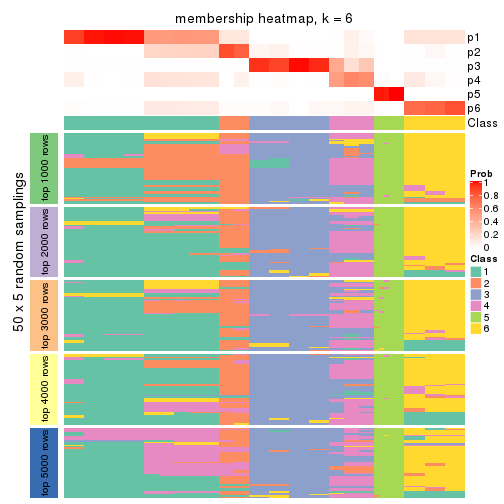 membership heatmap, k = 6
p1
p2
p3
p4
p5
p6
Class
50 x 5 random samplings
top 1000 rows
top 2000 rows
top 3000 rows
top 4000 rows
top 5000 rows
Prob
1
0.8
0.6
0.4
0.2
0
Class
1
2
3
4
5
6